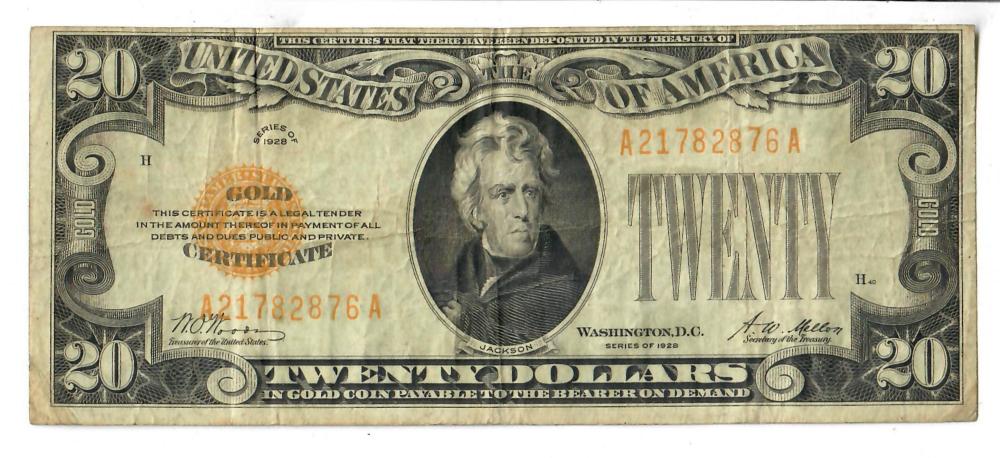 THIS CERTIFIES THAT THERE HAVE BEEN DEPOSITED IN THE TREASURY OF
20 UNITED STATES THE OF AMERICA 20
SERIES OF
1928
A21782876A
H
GOLD
THIS CERTIFICATE IS A LEGAL TENDER
IN THE AMOUNT THEREOF IN PAYMENT OF ALL
DEBTS AND DUES PUBLIC AND PRIVATE.
CERTIFICATE
GOLD
TWENTY
GOLD
H40
A21782876A
W.O. Woods
Treasurer of the United States.
JACKSON
WASHINGTON, D.C.
SERIES OF 1928
A. W. Mellon
Secretary of the Treasury.
20 TWENTY DOLLARS 20
IN GOLD COIN PAYABLE TO THE BEARER ON DEMAND